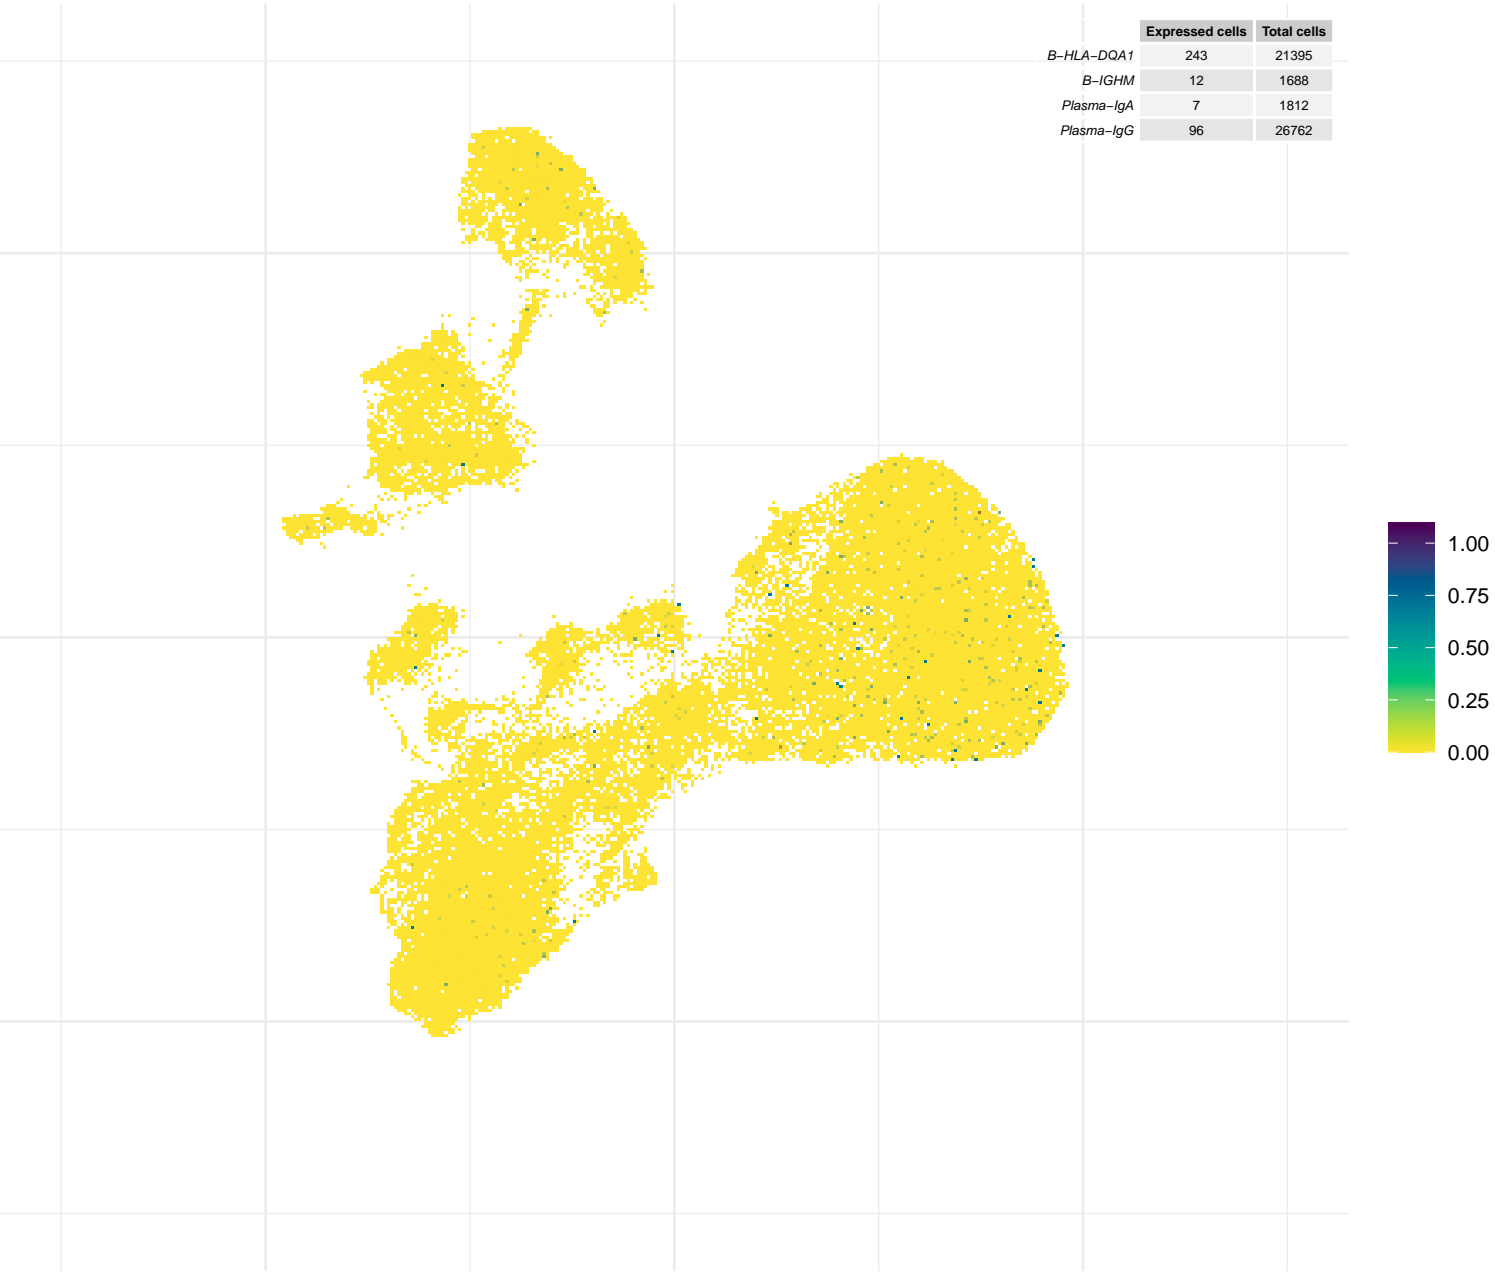 Expressed cells Total cells
B−HLA−DQA1 243 21395
B−IGHM 12 1688
Plasma−IgA 7 1812
Plasma−IgG 96 26762
1.00
0.75
0.50
0.25
0.00